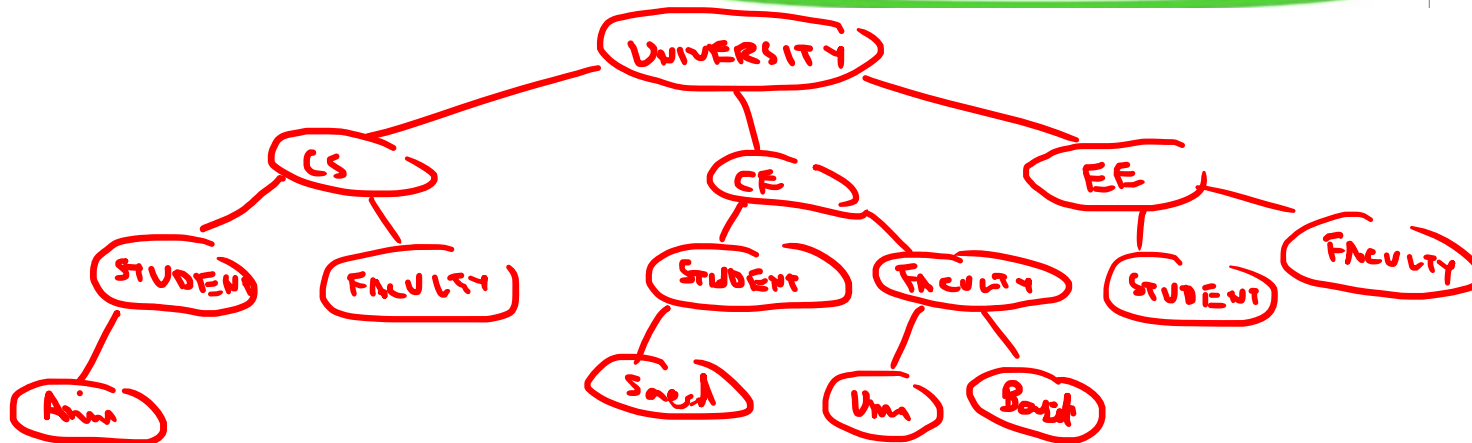 UNIVERSITY
CS
CE
EE
STUDENT
FACULTY
STUDENT
FACULTY
STUDENT
FACULTY
Saeed